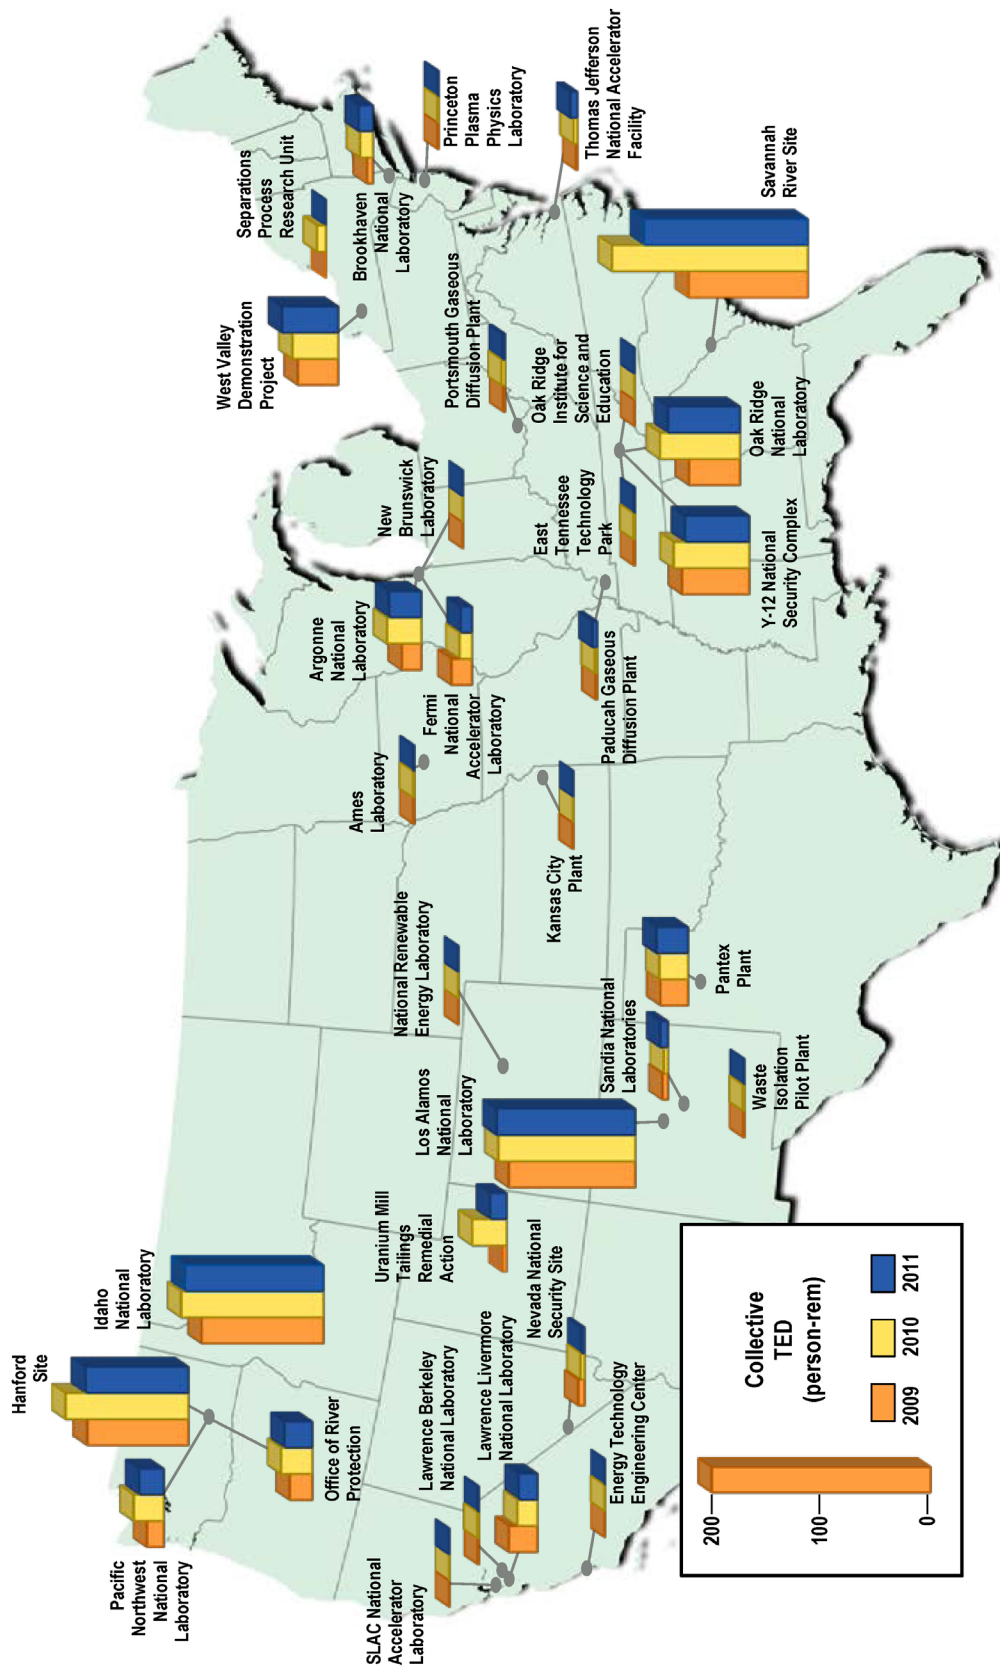 Hanford
Site
Idaho
National
Laboratory
Pacific
Northwest
National
Laboratory
Office of River
Protection
SLAC National
Accelerator
Laboratory
Lawrence Berkeley
National Laboratory
Lawrence Livermore
National Laboratory
Energy Technology
Engineering Center
Nevada National
Security Site
Uranium Mill
Tailings
Remedial
Action
Los Alamos
National
Laboratory
National Renewable
Energy Laboratory
Sandia National
Laboratories
Waste
Isolation
Pilot Plant
Pantex
Plant
Kansas City
Plant
Ames
Laboratory
Argonne
National
Laboratory
Fermi
National
Accelerator
Laboratory
New
Brunswick
Laboratory
Paducah Gaseous
Diffusion Plant
East
Tennessee
Technology
Park
Y-12 National
Security Complex
Oak Ridge
National
Laboratory
Oak Ridge
Institute for
Science and
Education
Portsmouth Gaseous
Diffusion Plant
West Valley
Demonstration
Project
Separations
Process
Research Unit
Brookhaven
National
Laboratory
Princeton
Plasma
Physics
Laboratory
Thomas Jefferson
National Accelerator
Facility
Savannah
River Site
Collective
TED
(person-rem)
200
100
0
2009
2010
2011